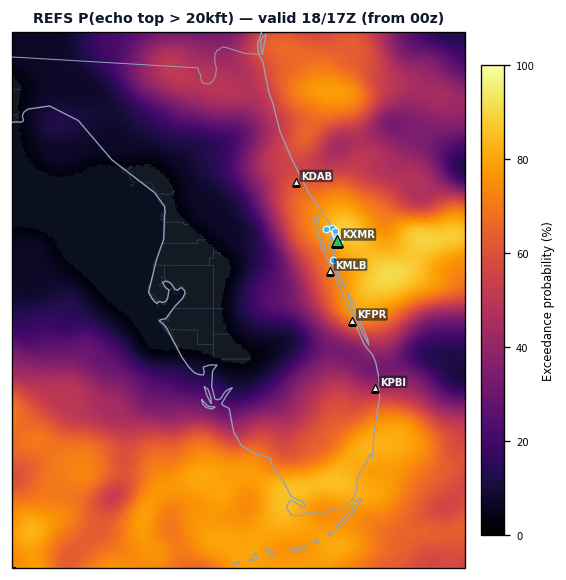 REFS P(echo top > 20kft) — valid 18/17Z (from 00z)
KDAB
KXMR
KMLB
KFPR
KPBI
100
80
60
40
20
0
Exceedance probability (%)